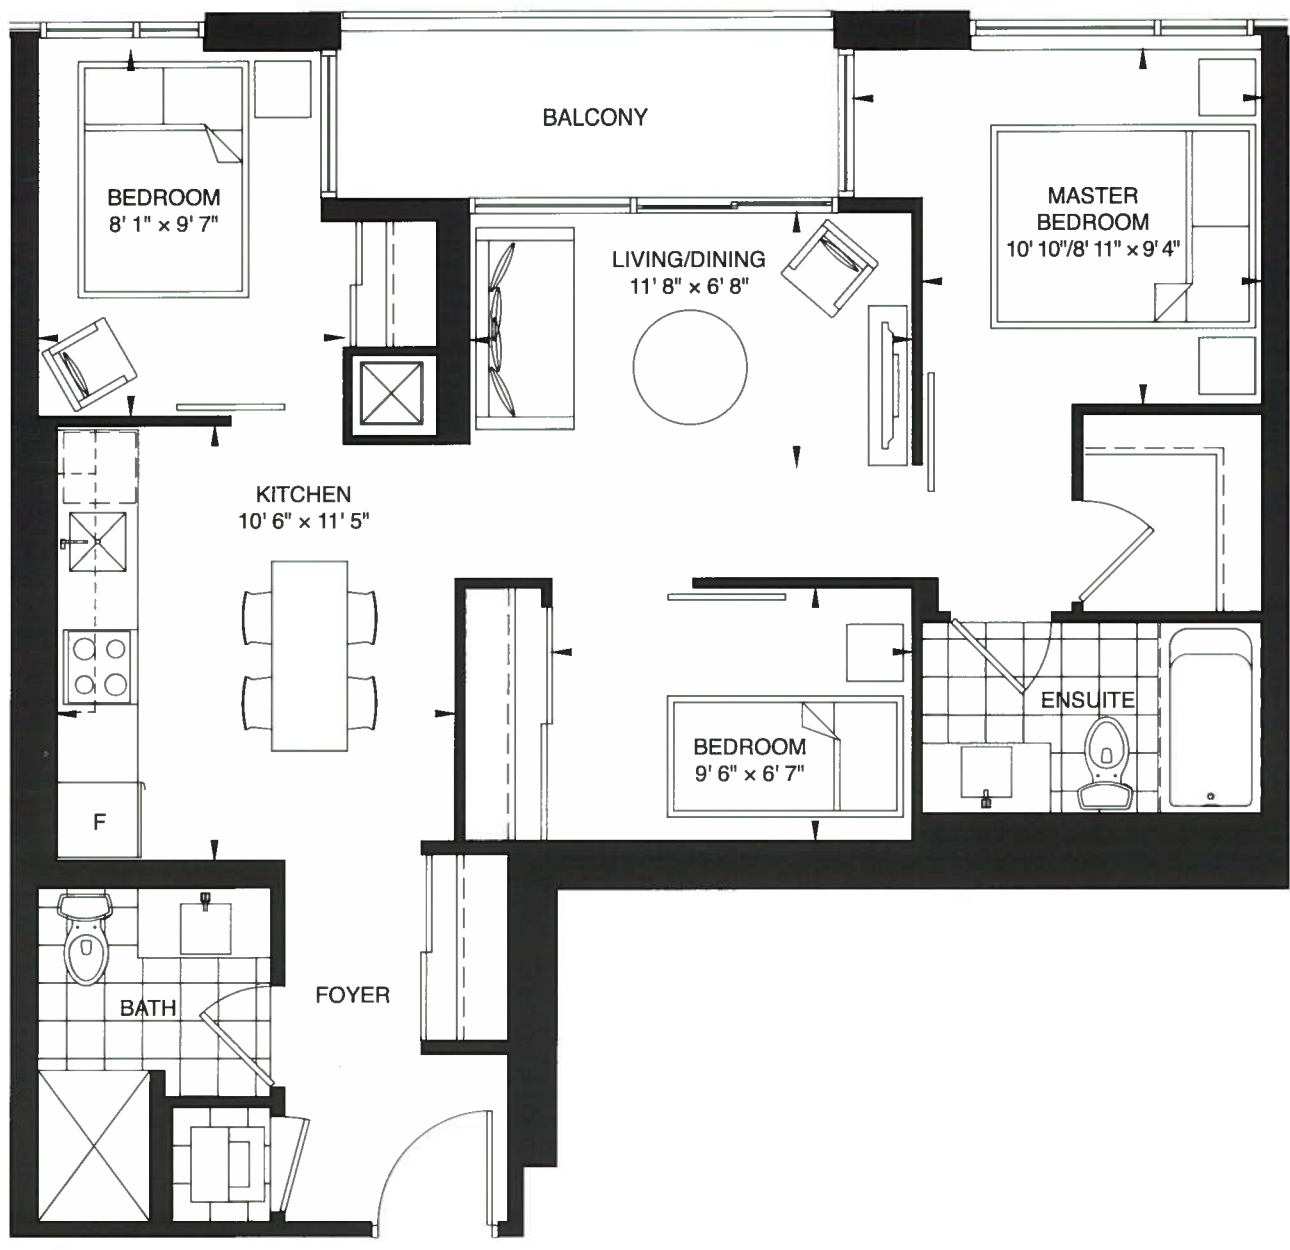 BALCONY
BEDROOM
8' 1" × 9' 7"
MASTER
BEDROOM
10' 10"/8' 11" × 9' 4"
LIVING/DINING
11' 8" × 6' 8"
KITCHEN
10' 6" × 11' 5"
ENSUITE
BEDROOM
9' 6" × 6' 7"
F
BATH
FOYER